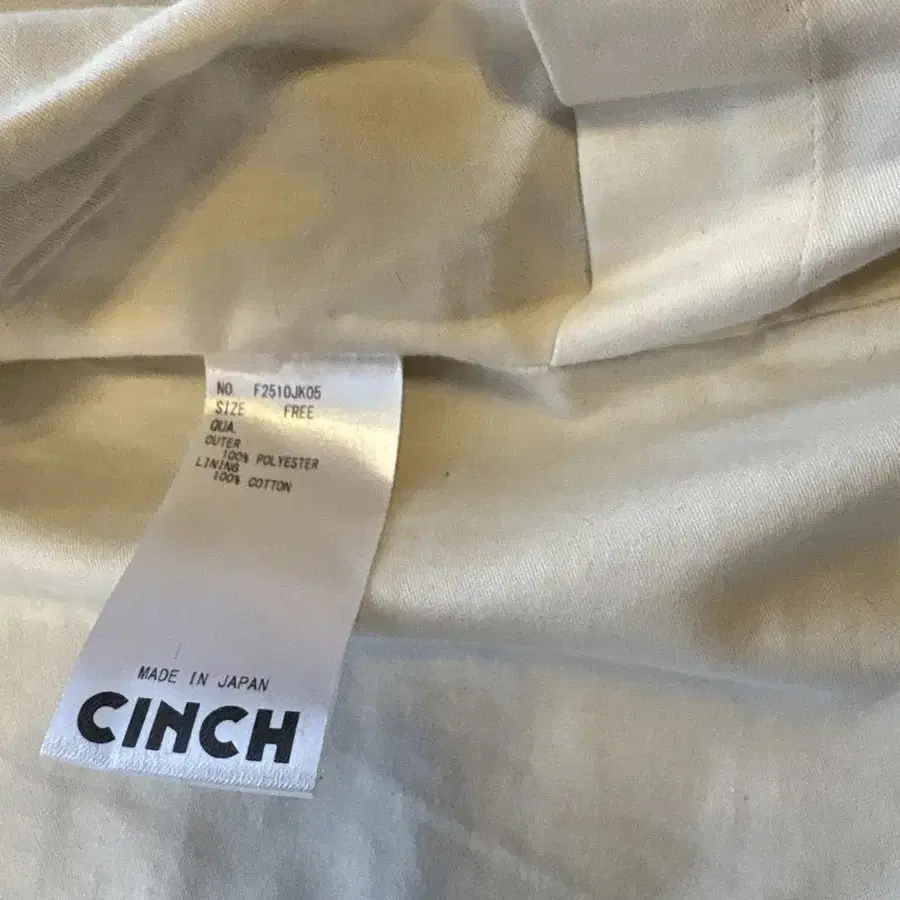 NO. F2510JK05
SIZE FREE
QUA.
OUTER
100% POLYESTER
LINING
100% COTTON
MADE IN JAPAN
CINCH